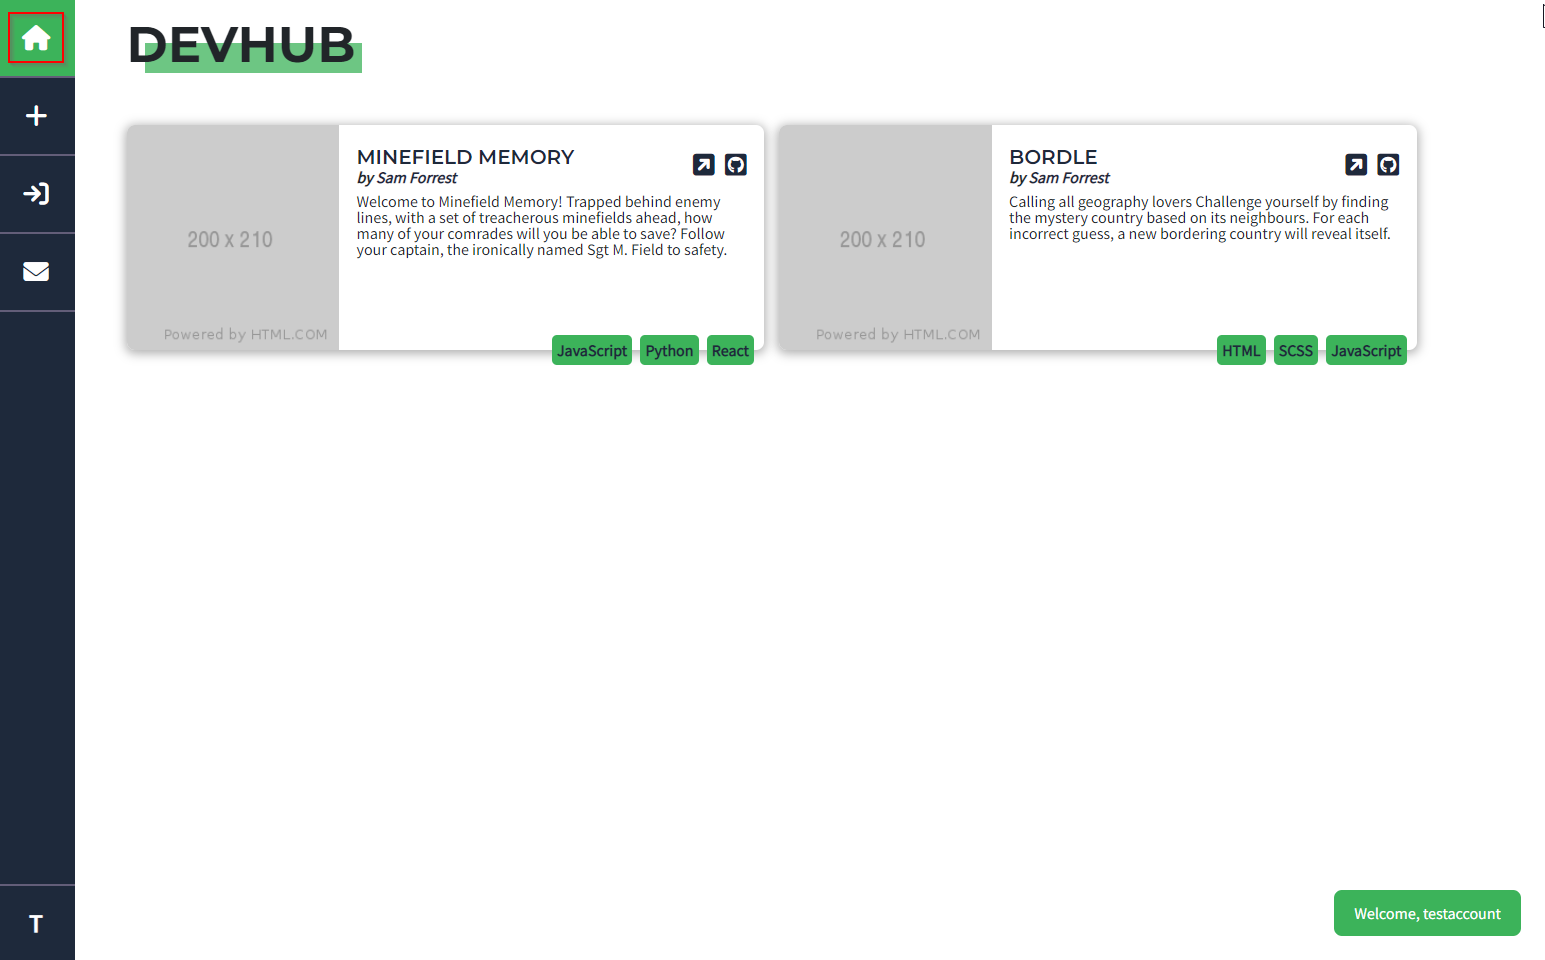 DEVHUB
200 x 210
Powered by HTML.COM
MINEFIELD MEMORY
by Sam Forrest
Welcome to Minefield Memory! Trapped behind enemy
lines, with a set of treacherous minefields ahead, how
many of your comrades will you be able to save? Follow
your captain, the ironically named Sgt M. Field to safety.
JavaScript
Python
React
200 x 210
Powered by HTML.COM
BORDLE
by Sam Forrest
Calling all geography lovers Challenge yourself by finding
the mystery country based on its neighbours. For each
incorrect guess, a new bordering country will reveal itself.
HTML
SCSS
JavaScript
T
Welcome, testaccount